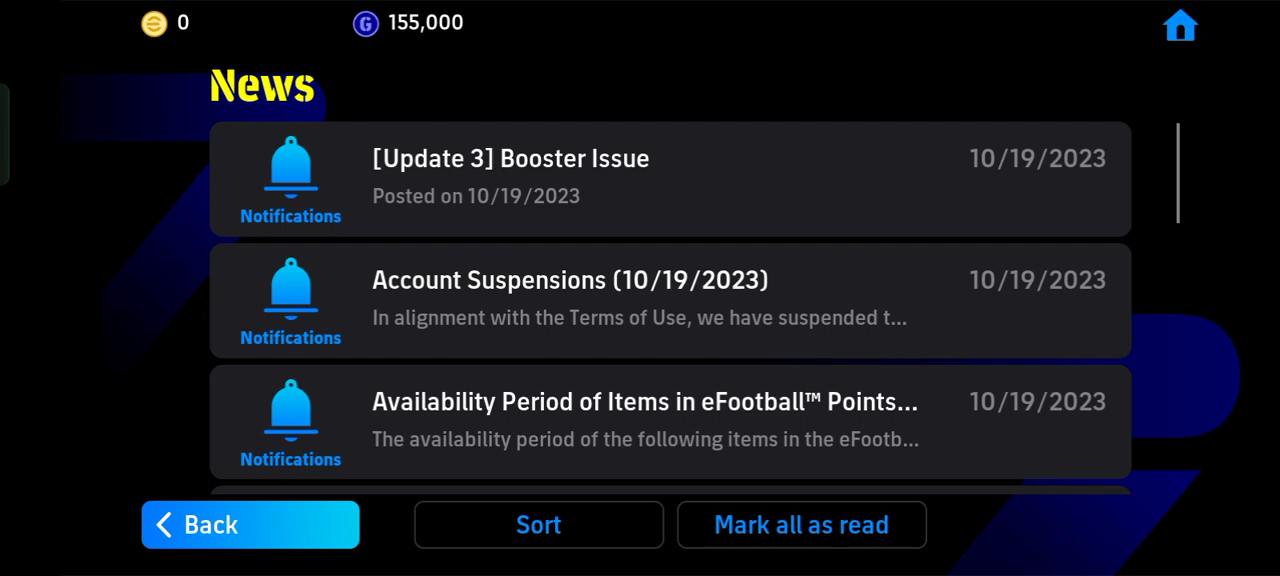 0
155,000
News
[Update 3] Booster Issue
10/19/2023
Posted on 10/19/2023
Notifications
Account Suspensions (10/19/2023)
10/19/2023
In alignment with the Terms of Use, we have suspended t...
Notifications
Availability Period of Items in eFootball™ Points...
10/19/2023
The availability period of the following items in the eFootb...
Notifications
Back
Sort
Mark all as read